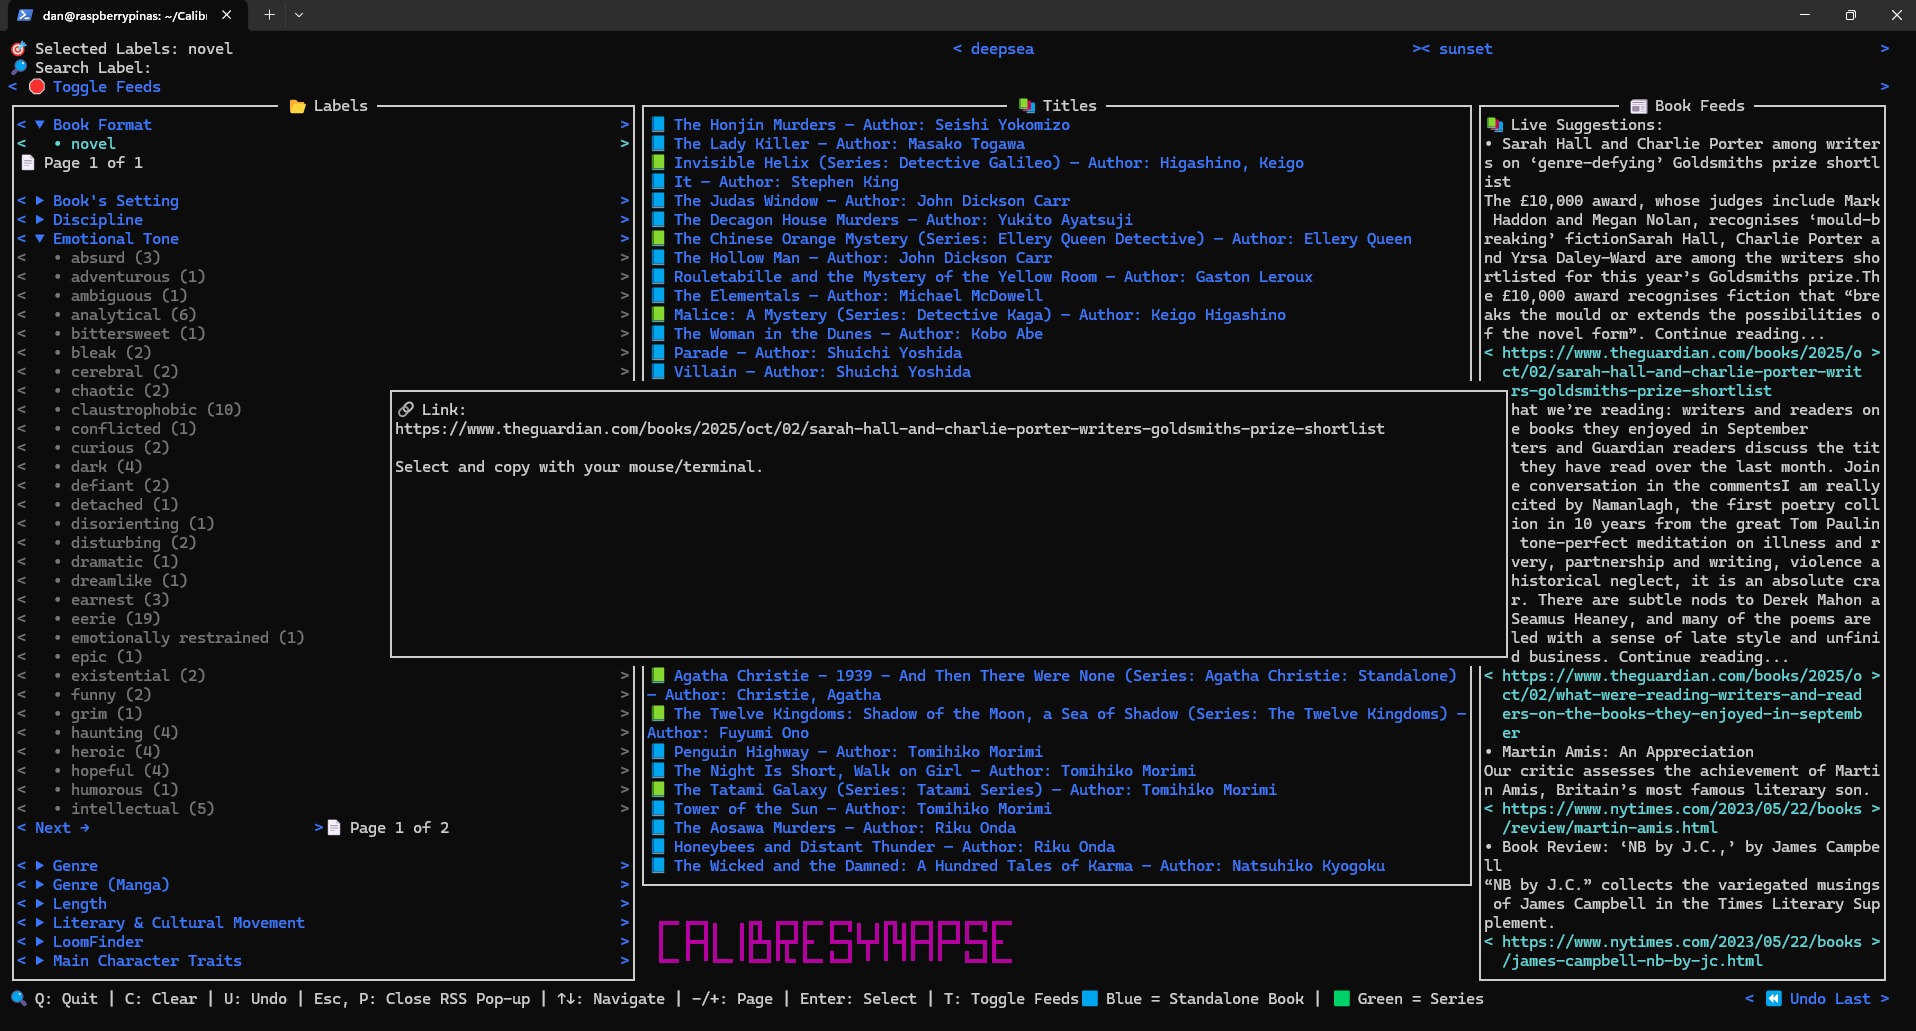 dan@raspberrypinas: ~/Calibr
Selected Labels: novel
< deepsea >
< sunset >
Search Label:
< Toggle Feeds >
Labels
< ▼ Book Format >
< • novel >
Page 1 of 1
< ▶ Book's Setting >
< ▶ Discipline >
< ▼ Emotional Tone >
< • absurd (3) >
< • adventurous (1) >
< • ambiguous (1) >
< • analytical (6) >
< • bittersweet (1) >
< • bleak (2) >
< • cerebral (2) >
< • chaotic (2)
< • claustrophobic (10)
< • conflicted (1)
< • curious (2)
< • dark (4)
< • defiant (2)
< • detached (1)
< • disorienting (1)
< • disturbing (2)
< • dramatic (1)
< • dreamlike (1)
< • earnest (3)
< • eerie (19)
< • emotionally restrained (1)
< • epic (1)
< • existential (2) >
< • funny (2) >
< • grim (1) >
< • haunting (4) >
< • heroic (4) >
< • hopeful (4) >
< • humorous (1) >
< • intellectual (5) >
< Next → > Page 1 of 2
< ▶ Genre >
< ▶ Genre (Manga) >
< ▶ Length >
< ▶ Literary & Cultural Movement >
< ▶ LoomFinder >
< ▶ Main Character Traits >
Titles
The Honjin Murders — Author: Seishi Yokomizo
The Lady Killer — Author: Masako Togawa
Invisible Helix (Series: Detective Galileo) — Author: Higashino, Keigo
It — Author: Stephen King
The Judas Window — Author: John Dickson Carr
The Decagon House Murders — Author: Yukito Ayatsuji
The Chinese Orange Mystery (Series: Ellery Queen Detective) — Author: Ellery Queen
The Hollow Man — Author: John Dickson Carr
Rouletabille and the Mystery of the Yellow Room — Author: Gaston Leroux
The Elementals — Author: Michael McDowell
Malice: A Mystery (Series: Detective Kaga) — Author: Keigo Higashino
The Woman in the Dunes — Author: Kobo Abe
Parade — Author: Shuichi Yoshida
Villain — Author: Shuichi Yoshida
Link:
https://www.theguardian.com/books/2025/oct/02/sarah-hall-and-charlie-porter-writers-goldsmiths-prize-shortlist
Select and copy with your mouse/terminal.
Agatha Christie - 1939 - And Then There Were None (Series: Agatha Christie: Standalone)
— Author: Christie, Agatha
The Twelve Kingdoms: Shadow of the Moon, a Sea of Shadow (Series: The Twelve Kingdoms) —
Author: Fuyumi Ono
Penguin Highway — Author: Tomihiko Morimi
The Night Is Short, Walk on Girl — Author: Tomihiko Morimi
The Tatami Galaxy (Series: Tatami Series) — Author: Tomihiko Morimi
Tower of the Sun — Author: Tomihiko Morimi
The Aosawa Murders — Author: Riku Onda
Honeybees and Distant Thunder — Author: Riku Onda
The Wicked and the Damned: A Hundred Tales of Karma — Author: Natsuhiko Kyogoku
CALIBRESYNAPSE
Book Feeds
Live Suggestions:
• Sarah Hall and Charlie Porter among writer
s on ‘genre-defying’ Goldsmiths prize shortl
ist
The £10,000 award, whose judges include Mark
Haddon and Megan Nolan, recognises ‘mould-b
reaking’ fictionSarah Hall, Charlie Porter a
nd Yrsa Daley-Ward are among the writers sho
rtlisted for this year’s Goldsmiths prize.Th
e £10,000 award recognises fiction that “bre
aks the mould or extends the possibilities o
f the novel form”. Continue reading...
< https://www.theguardian.com/books/2025/o >
ct/02/sarah-hall-and-charlie-porter-writ
rs-goldsmiths-prize-shortlist
hat we’re reading: writers and readers on
e books they enjoyed in September
ters and Guardian readers discuss the tit
they have read over the last month. Join
e conversation in the commentsI am really
cited by Namanlagh, the first poetry coll
ion in 10 years from the great Tom Paulin
tone-perfect meditation on illness and r
very, partnership and writing, violence a
historical neglect, it is an absolute cra
r. There are subtle nods to Derek Mahon a
Seamus Heaney, and many of the poems are
led with a sense of late style and unfini
d business. Continue reading...
< https://www.theguardian.com/books/2025/o >
ct/02/what-were-reading-writers-and-read
ers-on-the-books-they-enjoyed-in-septemb
er
• Martin Amis: An Appreciation
Our critic assesses the achievement of Marti
n Amis, Britain’s most famous literary son.
< https://www.nytimes.com/2023/05/22/books >
/review/martin-amis.html
• Book Review: ‘NB by J.C.,’ by James Campbe
ll
“NB by J.C.” collects the variegated musings
of James Campbell in the Times Literary Sup
plement.
< https://www.nytimes.com/2023/05/22/books >
/james-campbell-nb-by-jc.html
Q: Quit | C: Clear | U: Undo | Esc, P: Close RSS Pop-up | ↑↓: Navigate | -/+: Page | Enter: Select | T: Toggle Feeds Blue = Standalone Book | Green = Series
< Undo Last >